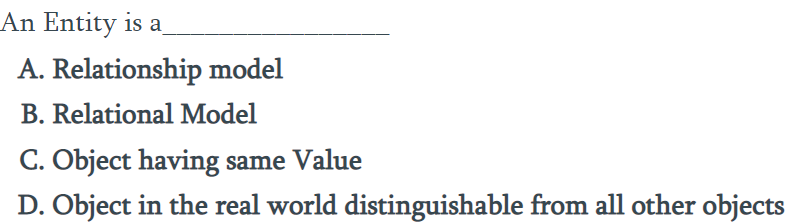 An Entity is a________________
A. Relationship model
B. Relational Model
C. Object having same Value
D. Object in the real world distinguishable from all other objects